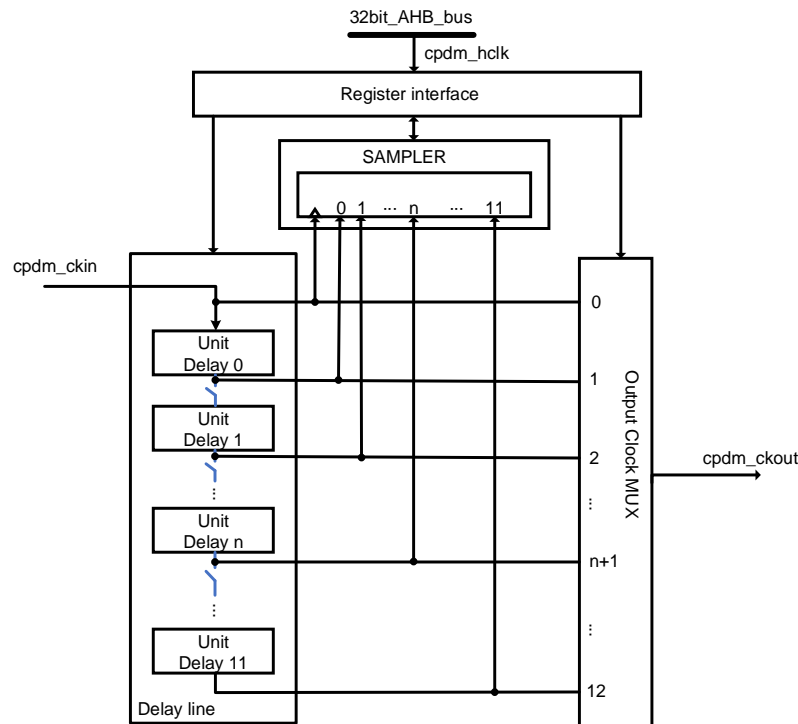 32bit_AHB_bus
cpdm_hclk
Register interface
SAMPLER
0 1 ... n ... 11
cpdm_ckin
0
Unit
Delay 0
1
Unit
Delay 1
2
...
...
Unit
Delay n
n+1
...
...
Unit
Delay 11
12
Delay line
Output Clock MUX
cpdm_ckout